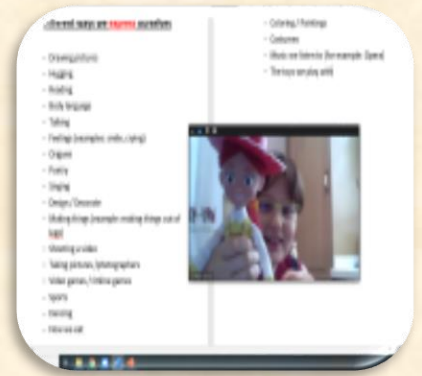 different ways we express ourselves
- Drawing pictures
- Hugging
- Reading
- Body language
- Talking
- Feelings (examples: smile, crying)
- Origami
- Poetry
- Singing
- Design / Decorate
- Making things (example: making things out of
lego)
- Shooting a video
- Taking pictures / photographers
- Video games / Online games
- Sports
- Dancing
- How we eat
- Coloring / Paintings
- Costumes
- Music we listen to (for example: Opera)
- The toys we play with